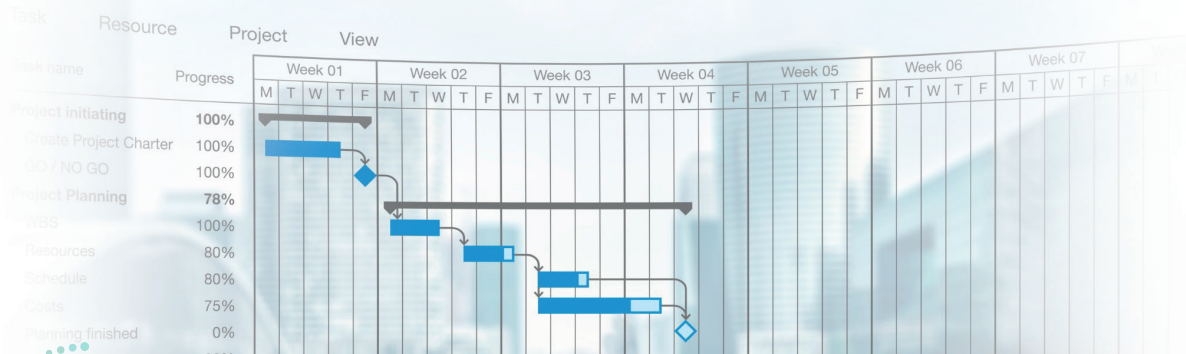 Task Resource Project View
Task name Progress Week 01 Week 02 Week 03 Week 04 Week 05 Week 06 Week 07
M T W T F M T W T F M T W T F M T W T F M T W T F M T W T F M T W T F M T
Project initiating 100%
Create Project Charter 100%
GO / NO GO 100%
Project Planning 78%
WBS 100%
Resources 80%
Schedule 80%
Costs 75%
Planning finished 0%